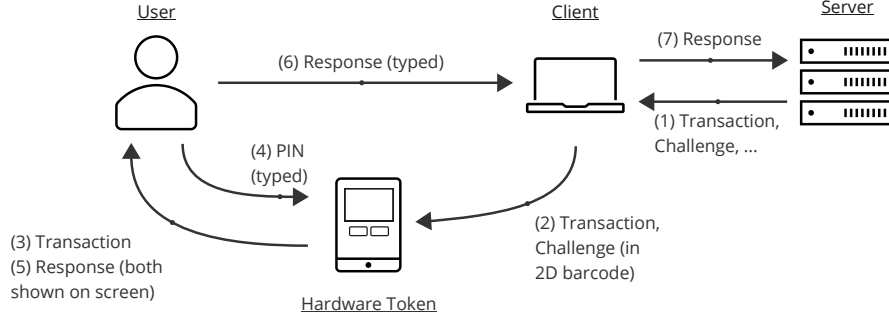 User
Client
Server
(6) Response (typed)
(7) Response
(1) Transaction,
Challenge, ...
(4) PIN
(typed)
(2) Transaction,
Challenge (in
2D barcode)
(3) Transaction
(5) Response (both
shown on screen)
Hardware Token